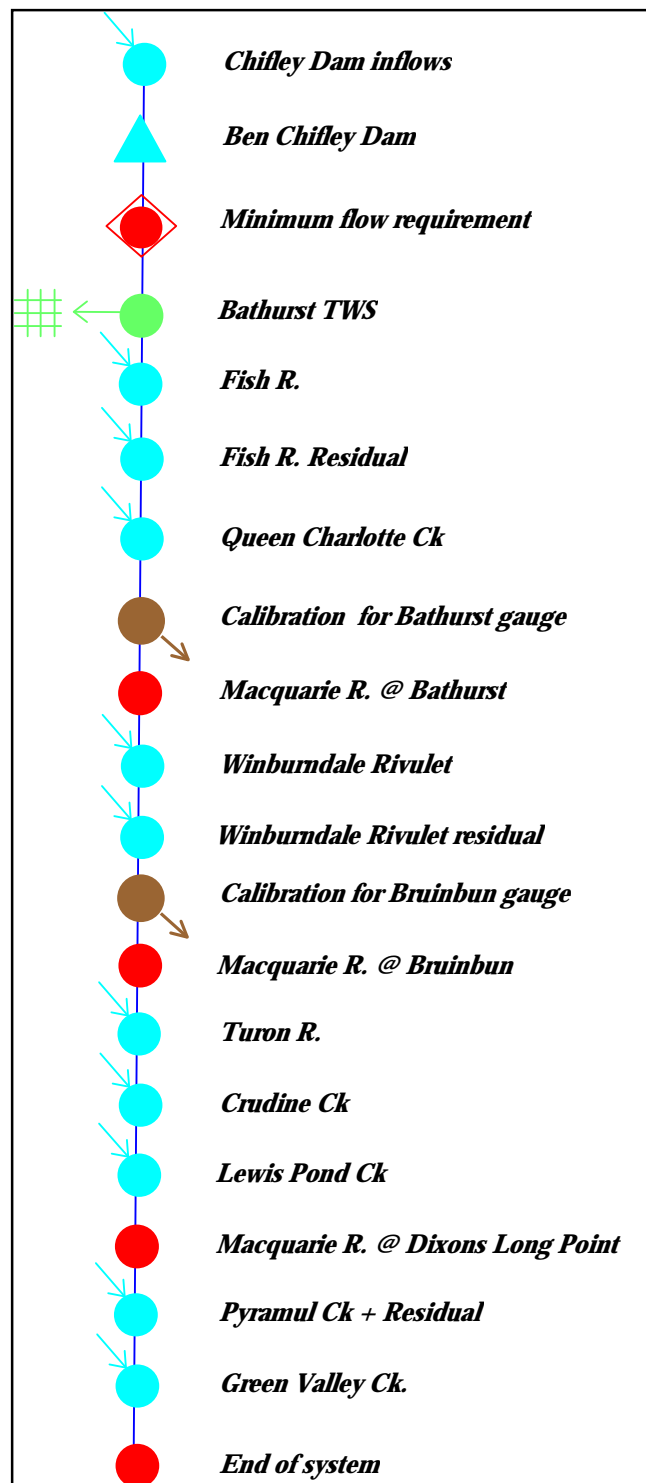 Chifley Dam inflows
Ben Chifley Dam
Minimum flow requirement
Bathurst TWS
Fish R.
Fish R. Residual
Queen Charlotte Ck
Calibration for Bathurst gauge
Macquarie R. @ Bathurst
Winburndale Rivulet
Winburndale Rivulet residual
Calibration for Bruinbun gauge
Macquarie R. @ Bruinbun
Turon R.
Crudine Ck
Lewis Pond Ck
Macquarie R. @ Dixons Long Point
Pyramul Ck + Residual
Green Valley Ck.
End of system